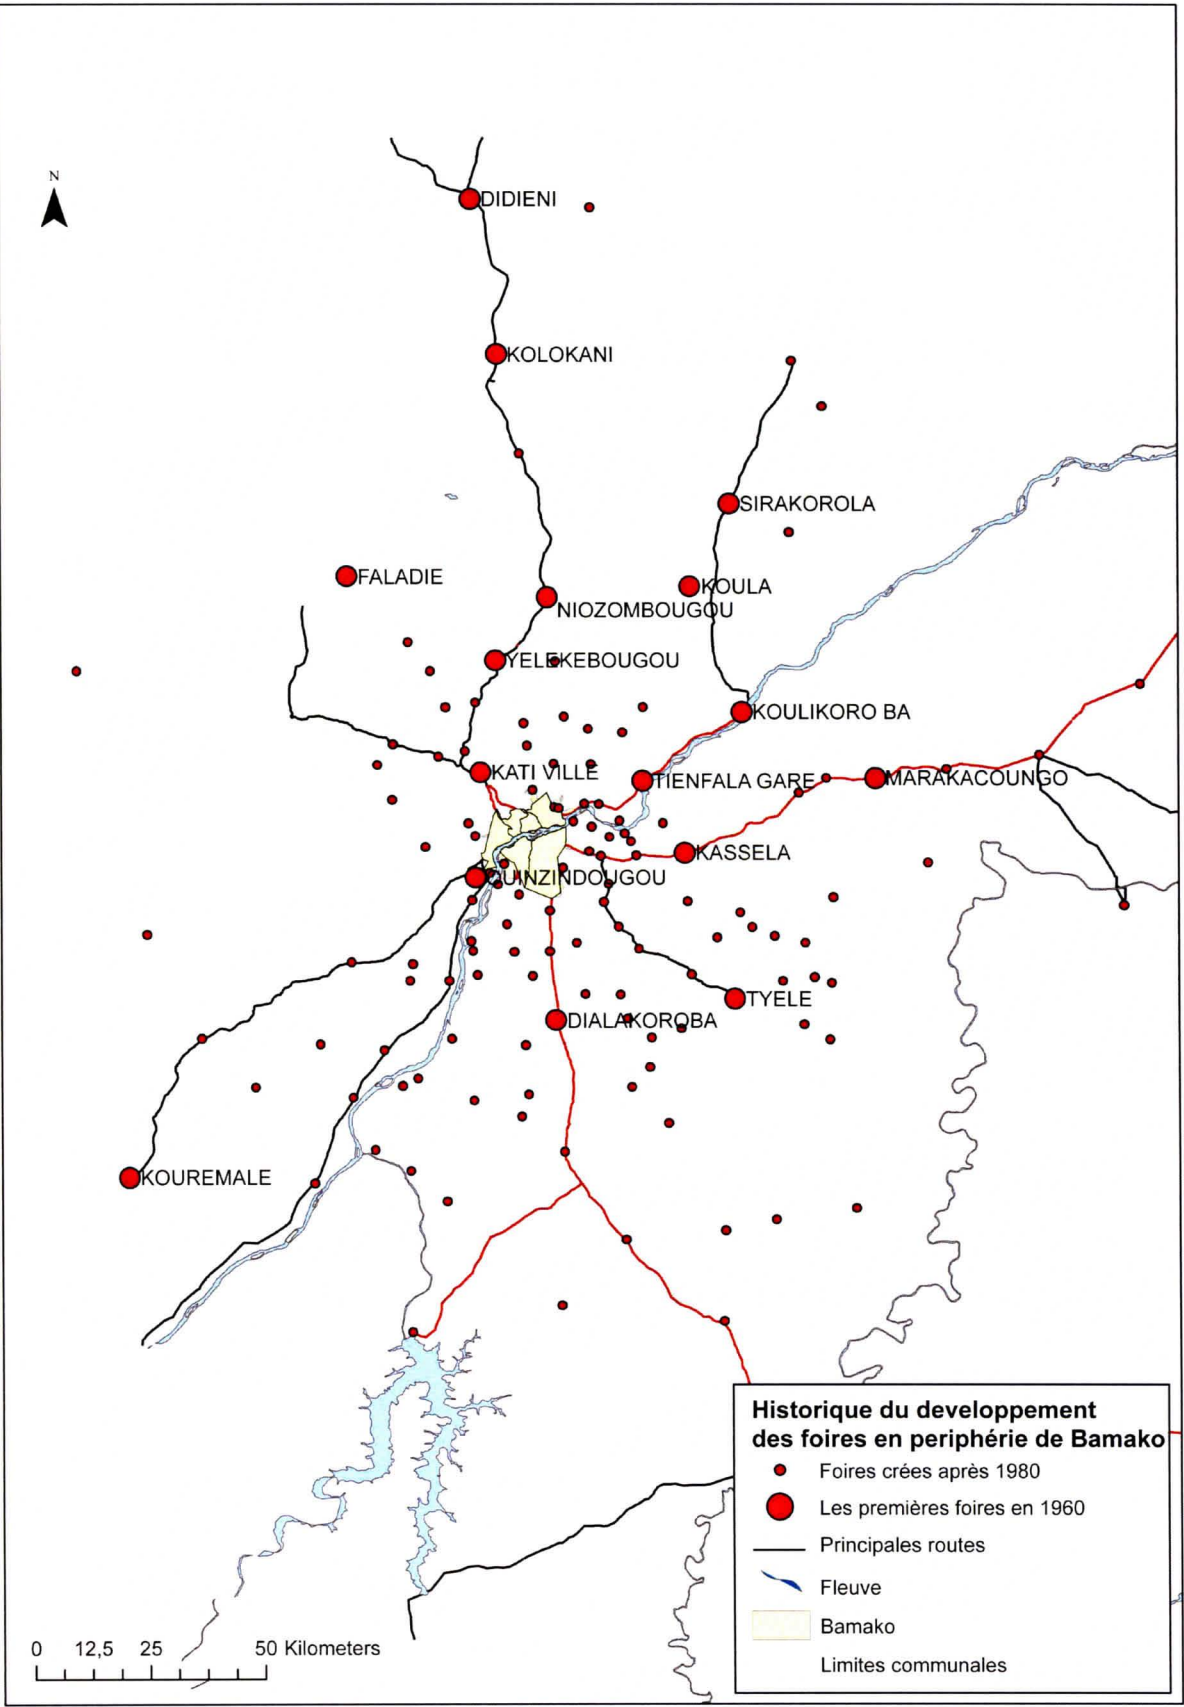 N
DIDIENI
KOLOKANI
SIRAKOROLA
FALADIE
KOULA
NIOZOMBOUGOU
YELEKEBOUGOU
KOULIKORO BA
KATI VILLE
TIENFALA GARE
MARAKACOUNGO
KASSELA
OUINZINDOUGOU
TYELE
DIALAKOROBA
KOUREMALE
Historique du developpement
des foires en periphérie de Bamako
Foires crées après 1980
Les premières foires en 1960
Principales routes
Fleuve
Bamako
Limites communales
0 12,5 25 50 Kilometers